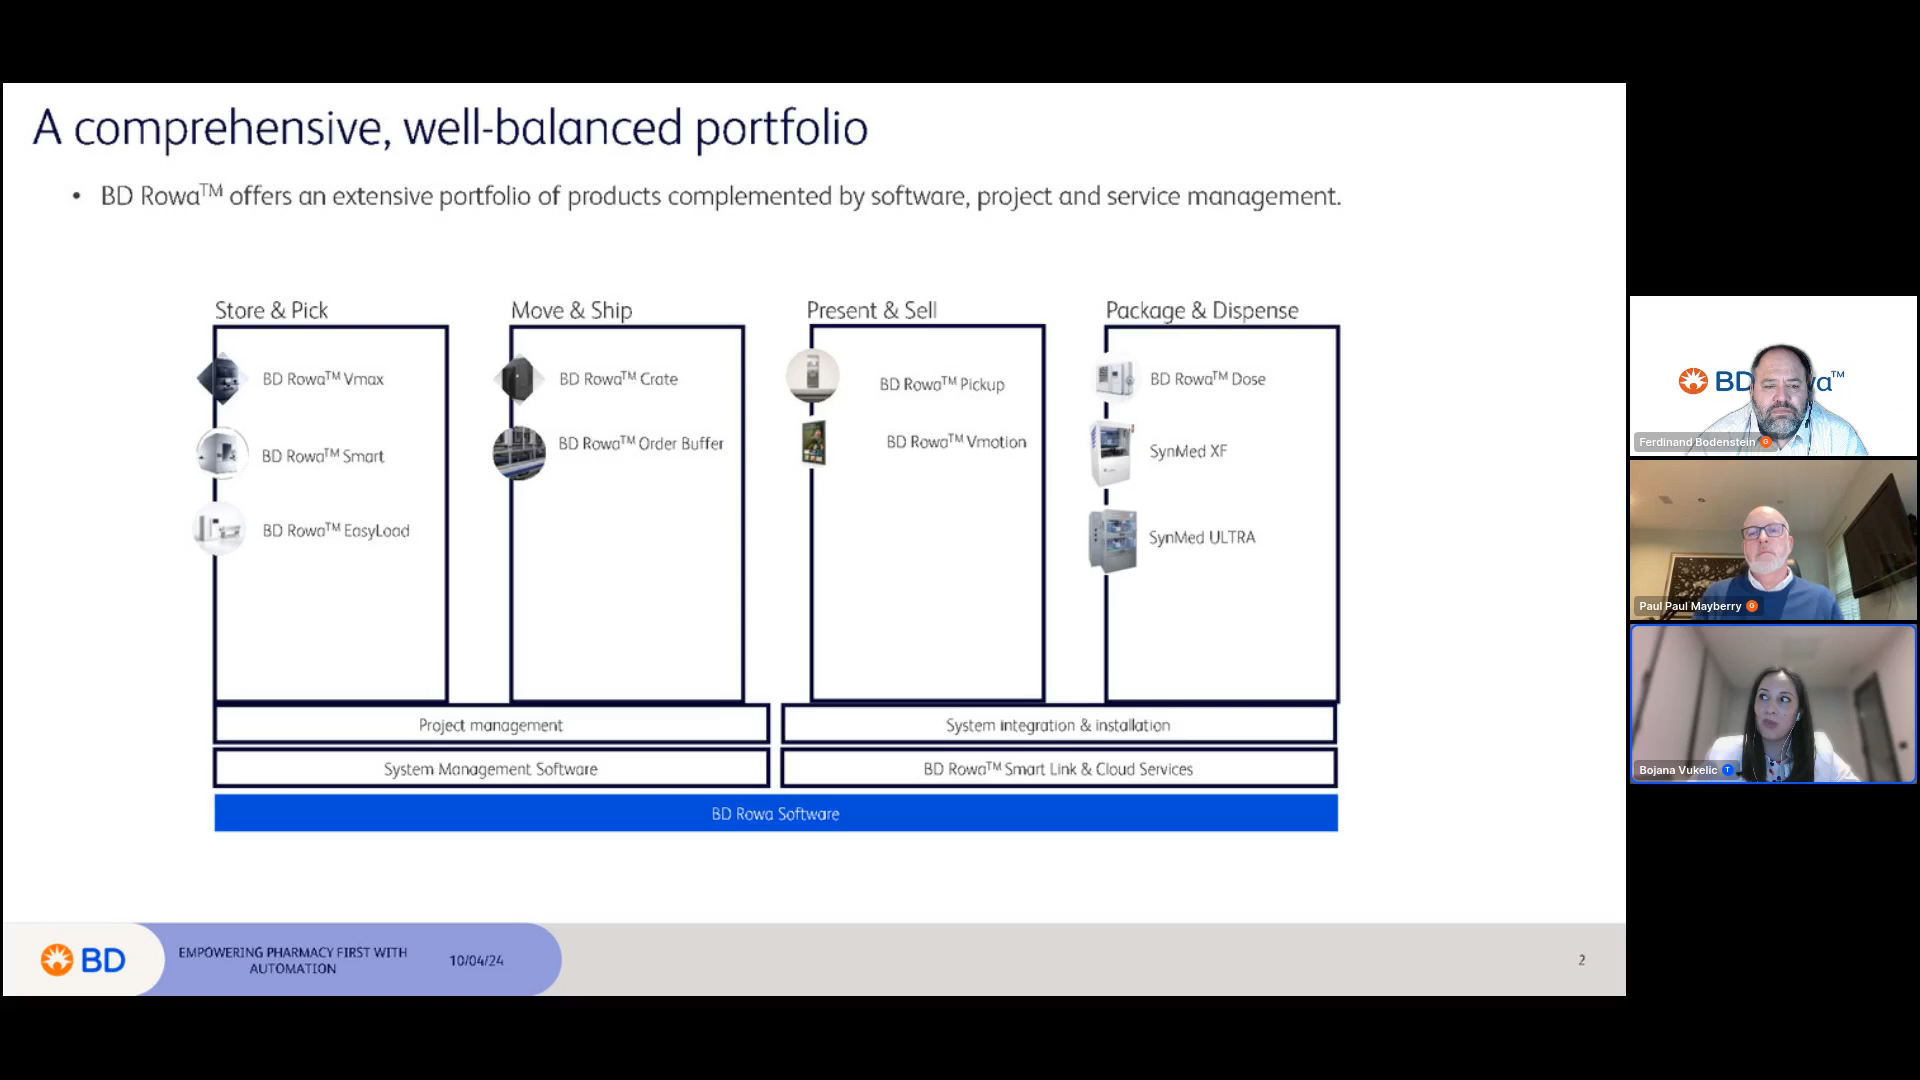 A comprehensive, well-balanced portfolio
• BD Rowa™ offers an extensive portfolio of products complemented by software, project and service management.
Store & Pick
BD Rowa™ Vmax
BD Rowa™ Smart
BD Rowa™ EasyLoad
Move & Ship
BD Rowa™ Crate
BD Rowa™ Order Buffer
Present & Sell
BD Rowa™ Pickup
BD Rowa™ Vmotion
Package & Dispense
BD Rowa™ Dose
SynMed XF
SynMed ULTRA
Project management
System integration & installation
System Management Software
BD Rowa™ Smart Link & Cloud Services
BD Rowa Software
BD
EMPOWERING PHARMACY FIRST WITH
AUTOMATION
10/04/24
2
BD
Ferdinand Bodenstein
Paul Paul Mayberry
Bojana Vukelic